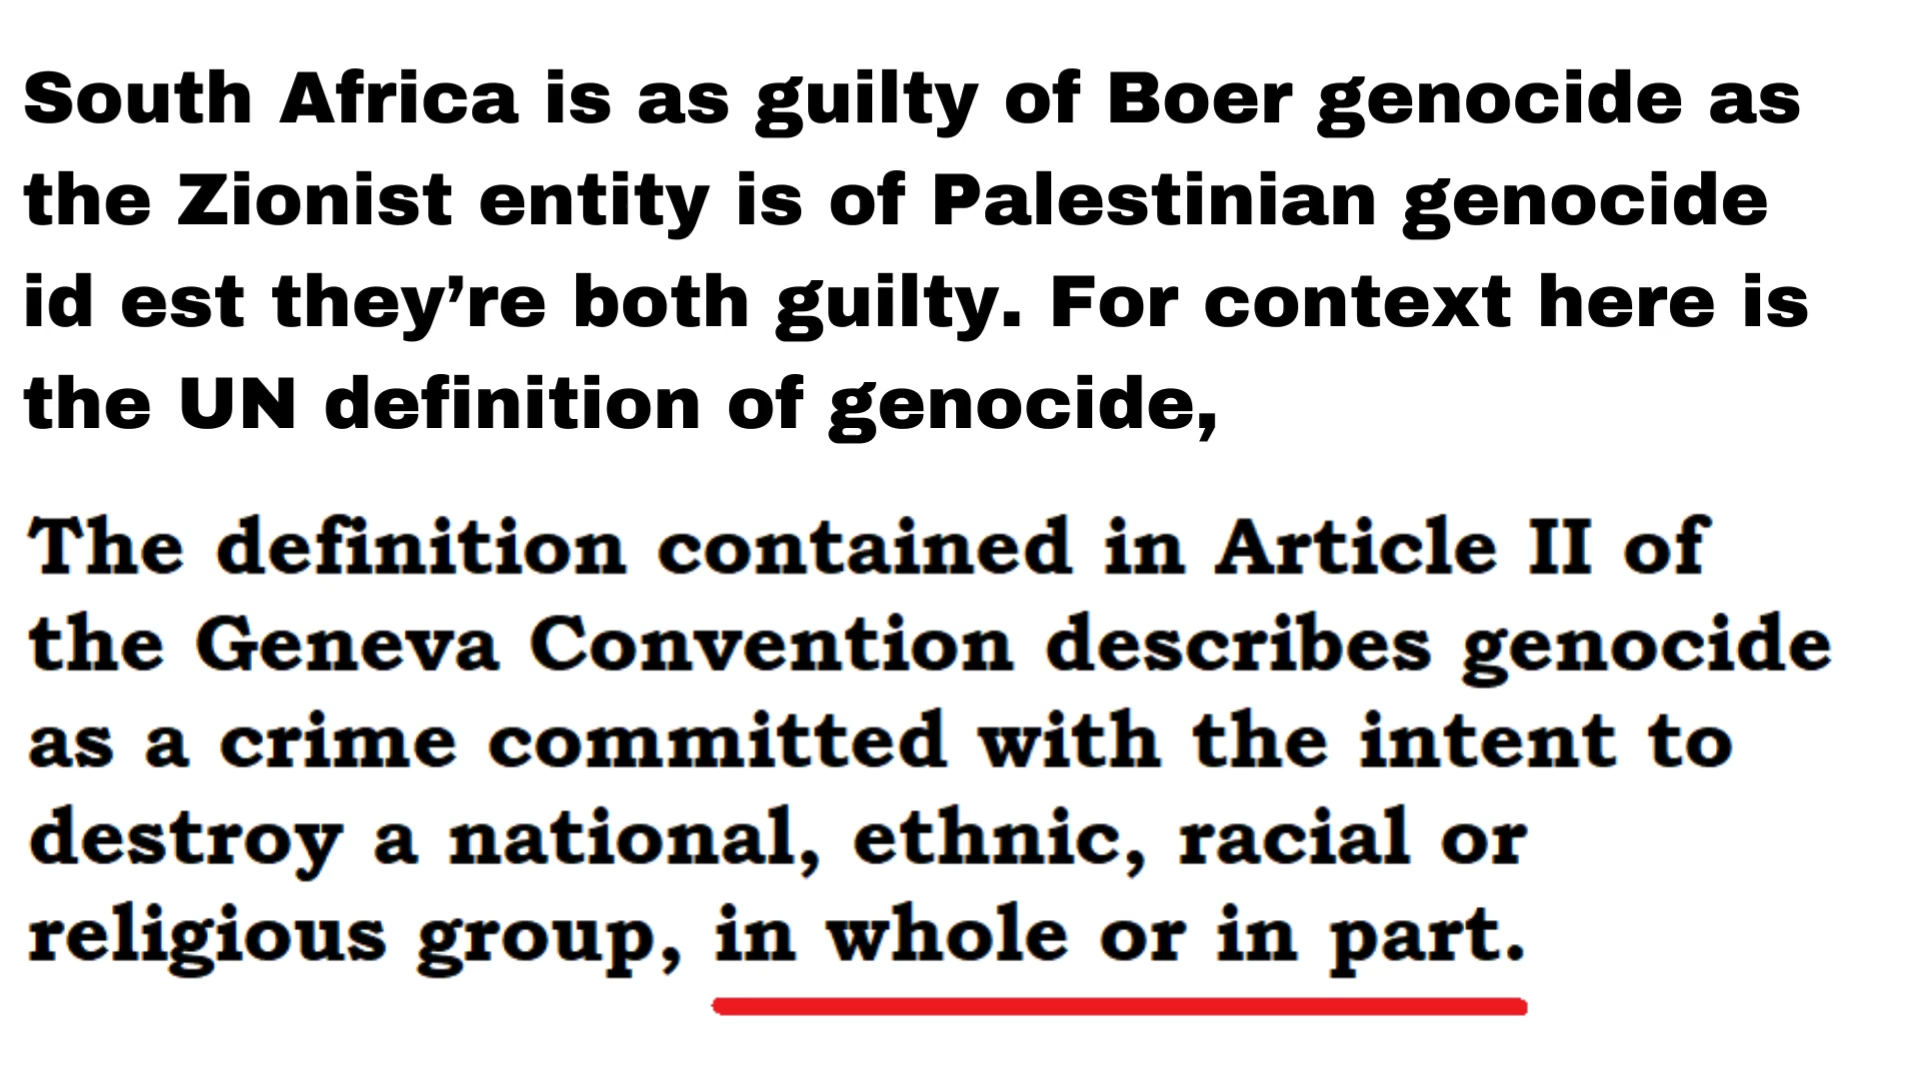 South Africa is as guilty of Boer genocide as
the Zionist entity is of Palestinian genocide
id est they’re both guilty. For context here is
the UN definition of genocide,
The definition contained in Article II of
the Geneva Convention describes genocide
as a crime committed with the intent to
destroy a national, ethnic, racial or
religious group, in whole or in part.